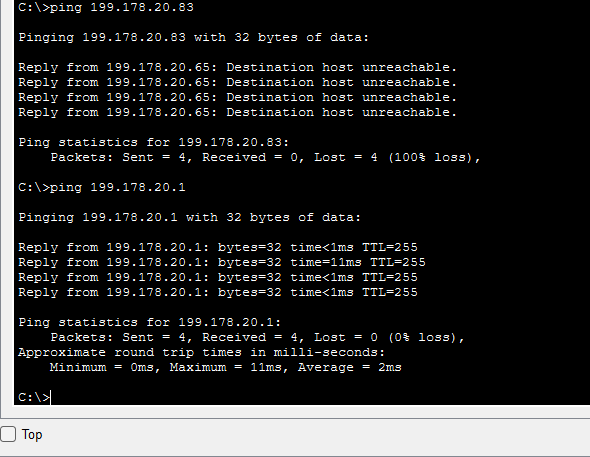 C:\>ping 199.178.20.83
Pinging 199.178.20.83 with 32 bytes of data:
Reply from 199.178.20.65: Destination host unreachable.
Reply from 199.178.20.65: Destination host unreachable.
Reply from 199.178.20.65: Destination host unreachable.
Reply from 199.178.20.65: Destination host unreachable.
Ping statistics for 199.178.20.83:
    Packets: Sent = 4, Received = 0, Lost = 4 (100% loss),
C:\>ping 199.178.20.1
Pinging 199.178.20.1 with 32 bytes of data:
Reply from 199.178.20.1: bytes=32 time<1ms TTL=255
Reply from 199.178.20.1: bytes=32 time=11ms TTL=255
Reply from 199.178.20.1: bytes=32 time<1ms TTL=255
Reply from 199.178.20.1: bytes=32 time<1ms TTL=255
Ping statistics for 199.178.20.1:
    Packets: Sent = 4, Received = 4, Lost = 0 (0% loss),
Approximate round trip times in milli-seconds:
    Minimum = 0ms, Maximum = 11ms, Average = 2ms
C:\>
Top